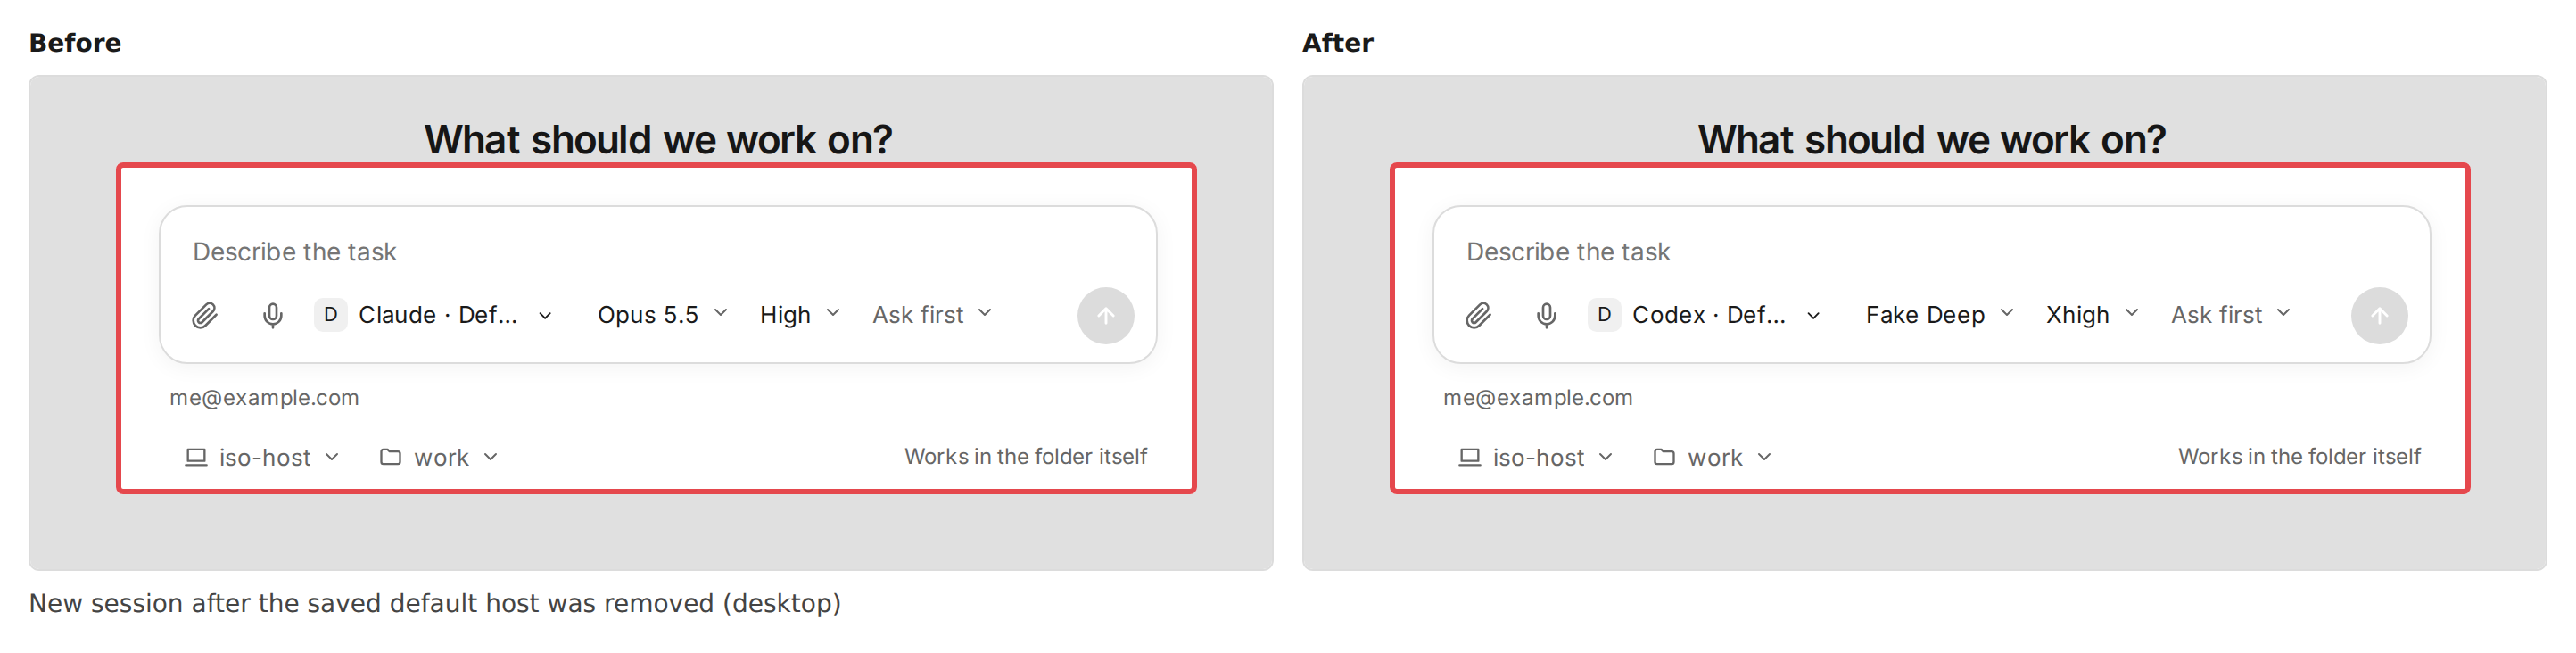 Before
What should we work on?
Describe the task
D Claude · Def... Opus 5.5 High Ask first
me@example.com
iso-host work Works in the folder itself
After
What should we work on?
Describe the task
D Codex · Def... Fake Deep Xhigh Ask first
me@example.com
iso-host work Works in the folder itself
New session after the saved default host was removed (desktop)